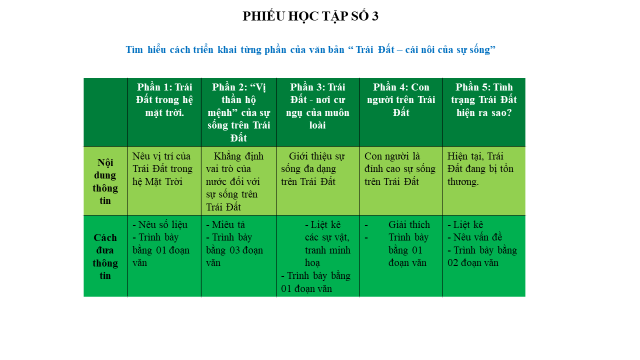 PHIẾU HỌC TẬP SỐ 3
Tìm hiểu cách triển khai từng phần của văn bản “ Trái Đất – cái nôi của sự sống”
Phần 1: Trái
Đất trong hệ
mặt trời.
Phần 2: “Vị
thần hộ
mệnh” của sự
sống trên Trái
Đất
Phần 3: Trái
Đất - nơi cư
ngụ của muôn
loài
Phần 4: Con
người trên Trái
Đất
Phần 5: Tình
trạng Trái Đất
hiện ra sao?
Nội
dung
thông
tin
Nêu vị trí của
Trái Đất trong
hệ Mặt Trời
Khẳng định
vai trò của
nước đối với
sự sống trên
Trái Đất
Giới thiệu sự
sống đa dạng
trên Trái Đất
Con người là
đỉnh cao sự sống
trên Trái Đất
Hiện tại, Trái
Đất đang bị tổn
thương.
Cách
đưa
thông
tin
- Nêu số liệu
- Trình bày
bằng 01 đoạn
văn
- Miêu tả
- Trình bày
bằng 03 đoạn
văn
- Liệt kê
các sự vật,
tranh minh
hoạ
- Trình bày bằng
01 đoạn văn
- Giải thích
- Trình bày
bằng 01
đoạn văn
- Liệt kê
- Nêu vấn đề
- Trình bày bằng
02 đoạn văn